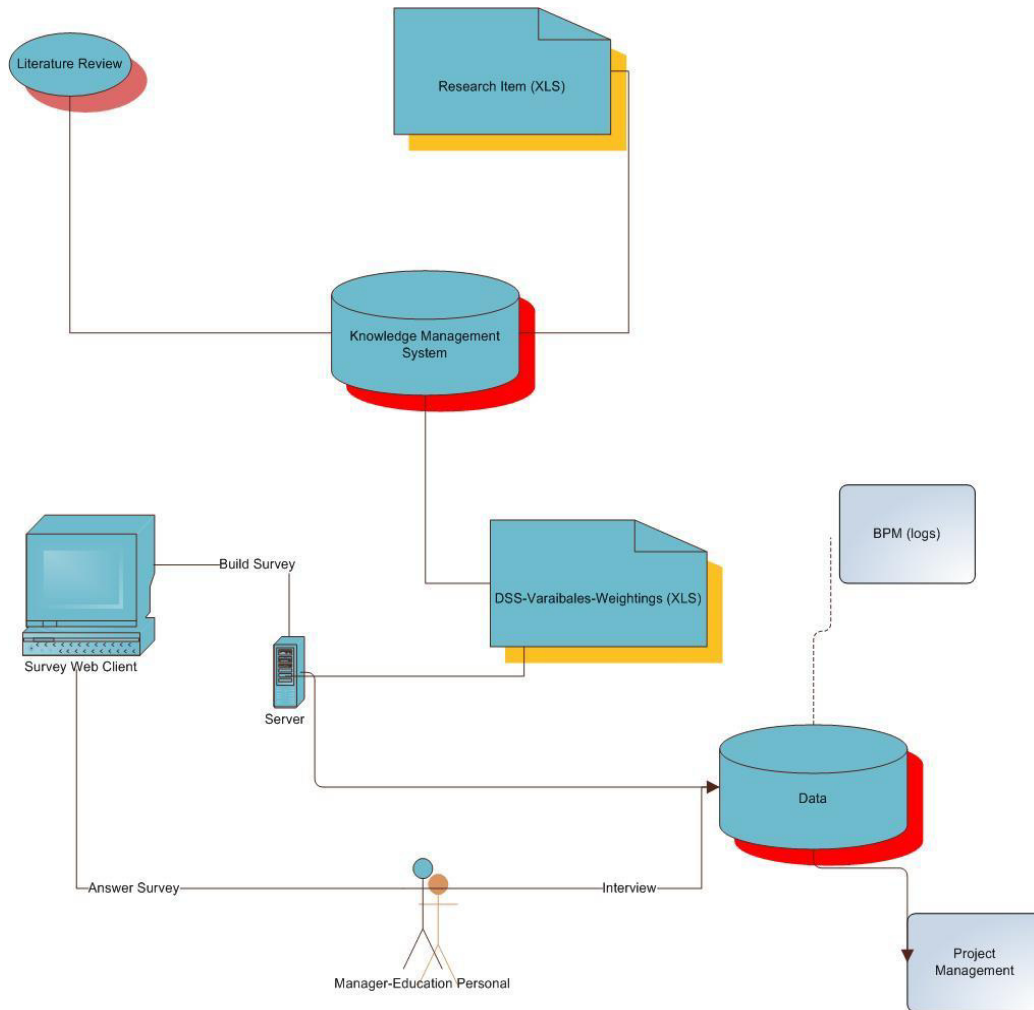 Literature Review
Research Item (XLS)
Knowledge Management
System
BPM (logs)
Build Survey
DSS-Varaibales-Weightings (XLS)
Survey Web Client
Server
Data
Answer Survey
Interview
Manager-Education Personal
Project
Management